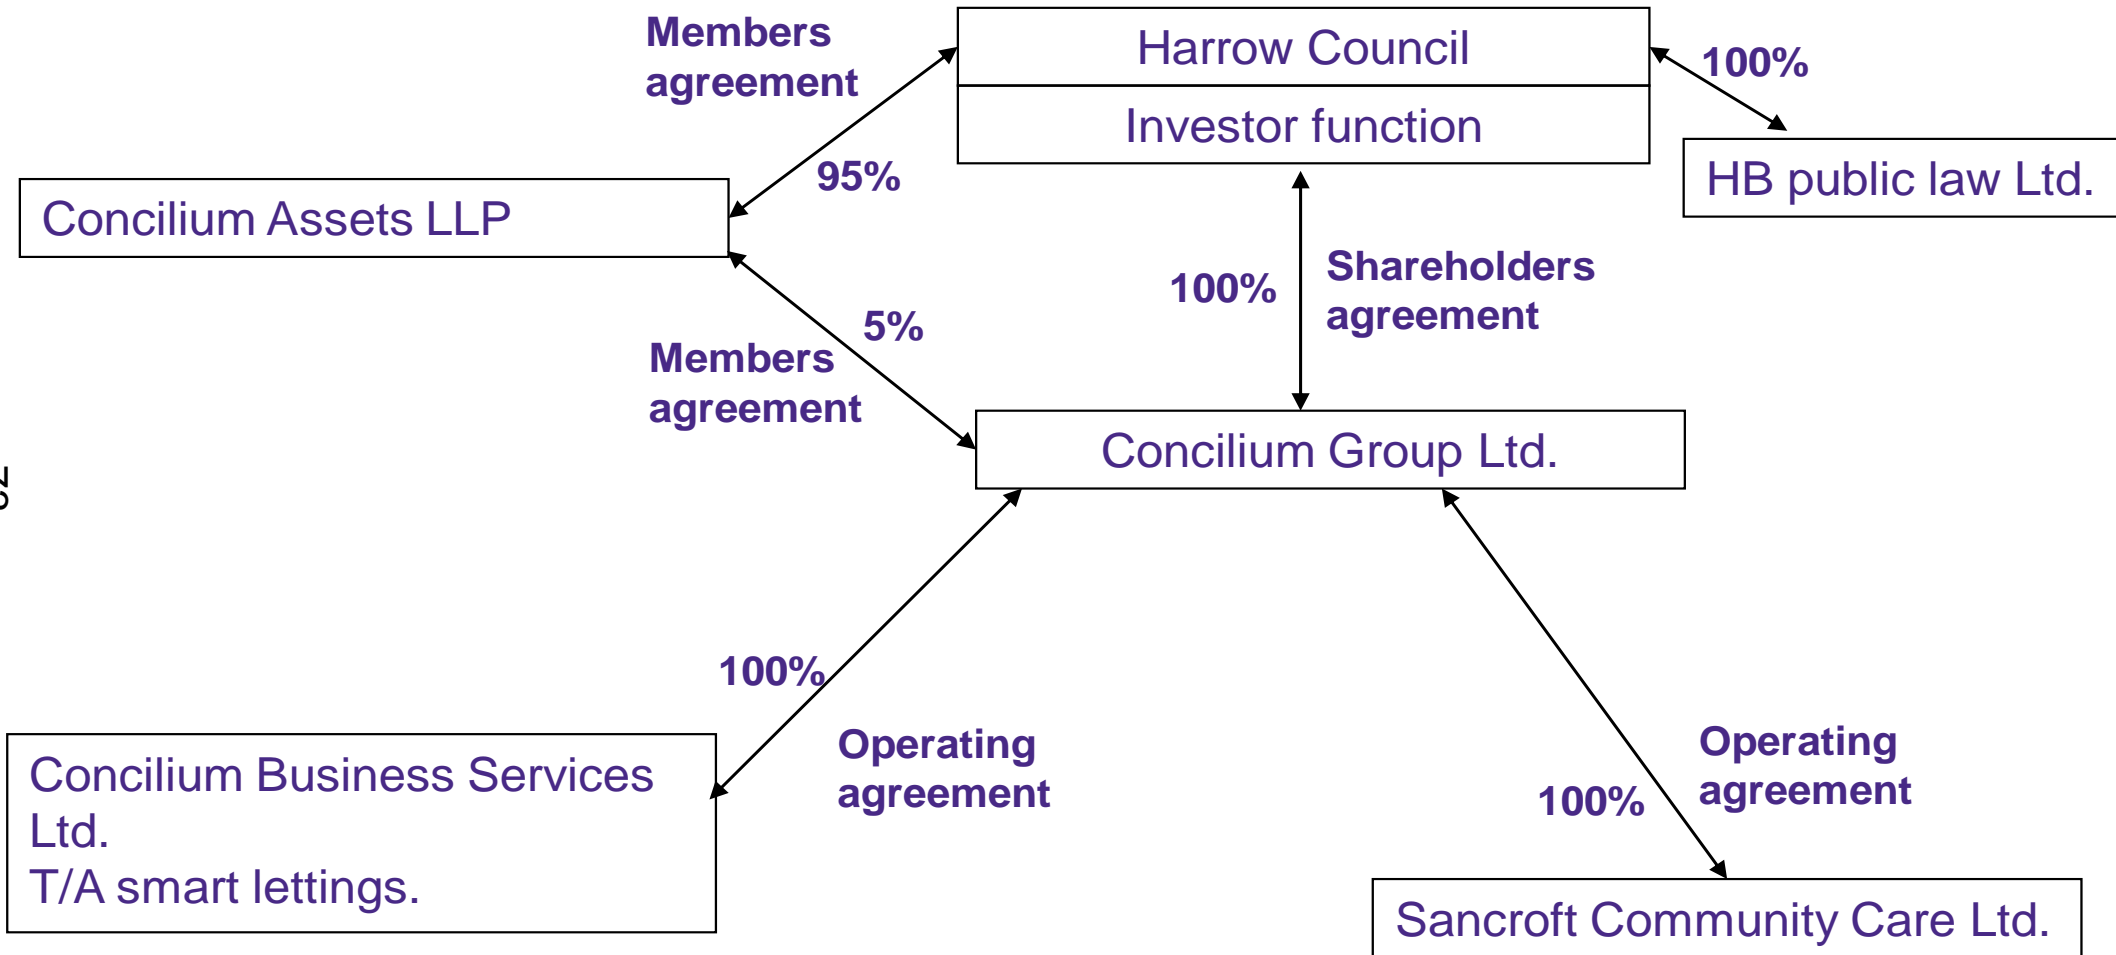 Members
agreement
Harrow Council
100%
Investor function
95%
HB public law Ltd.
Concilium Assets LLP
Shareholders
agreement
100%
5%
Members
agreement
Concilium Group Ltd.
100%
Operating
agreement
Operating
agreement
100%
Concilium Business Services
Ltd.
T/A smart lettings.
Sancroft Community Care Ltd.